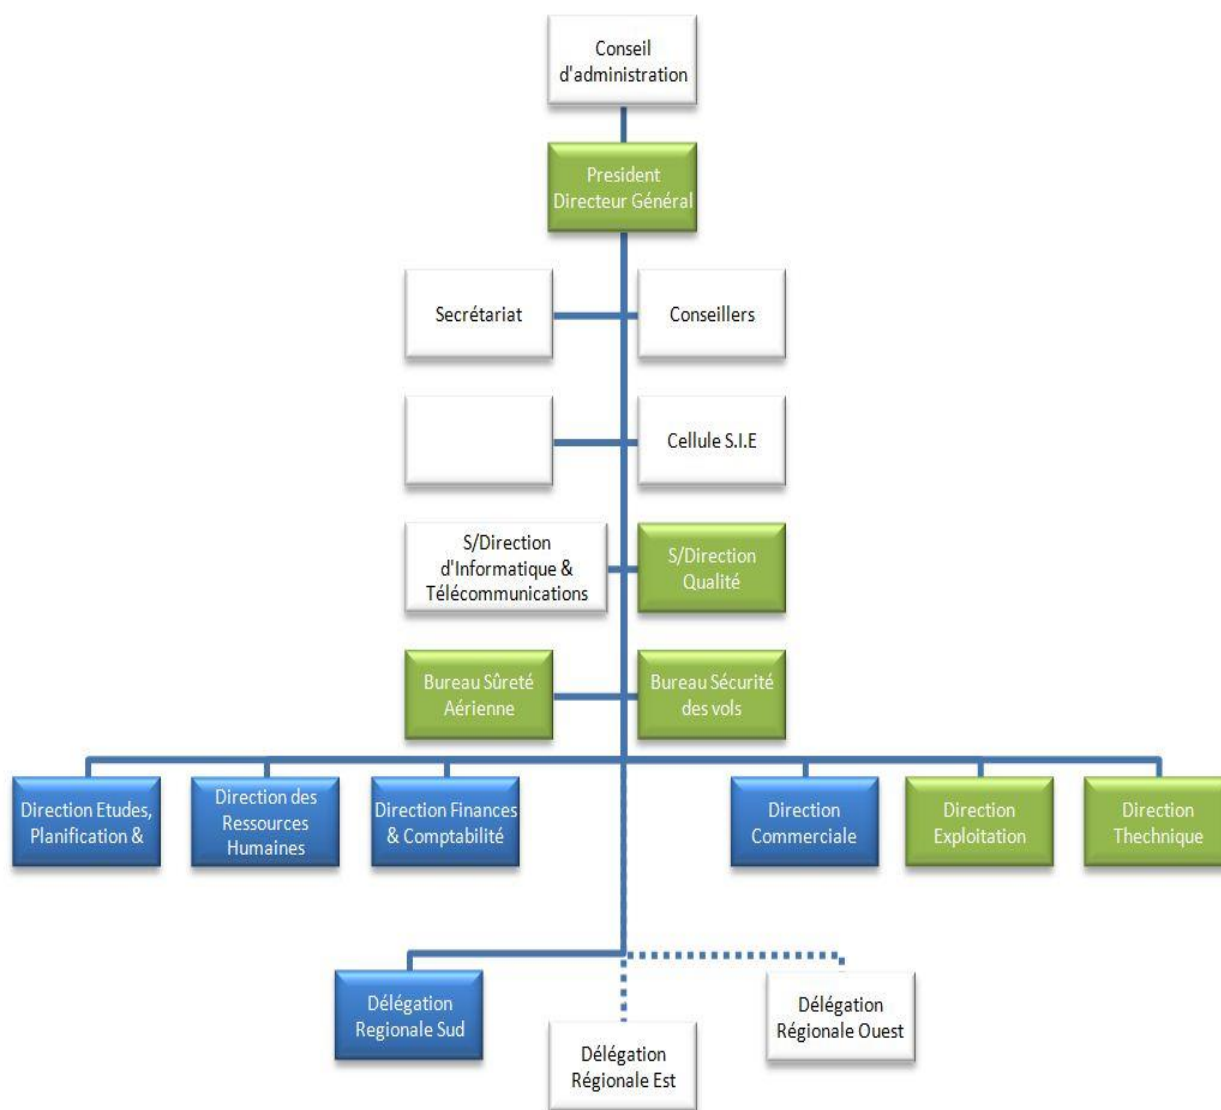 Conseil
d'administration
President
Directeur Général
Secrétariat
Conseillers
Cellule S.I.E
S/Direction
d'Informatique &
Télécommunications
S/Direction
Qualité
Bureau Sûreté
Aérienne
Bureau Sécurité
des vols
Direction Etudes,
Planification &
Direction des
Ressources
Humaines
Direction Finances
& Comptabilité
Direction
Commerciale
Direction
Exploitation
Direction
Thechnique
Délégation
Regionale Sud
Délégation
Régionale Est
Délégation
Régionale Ouest